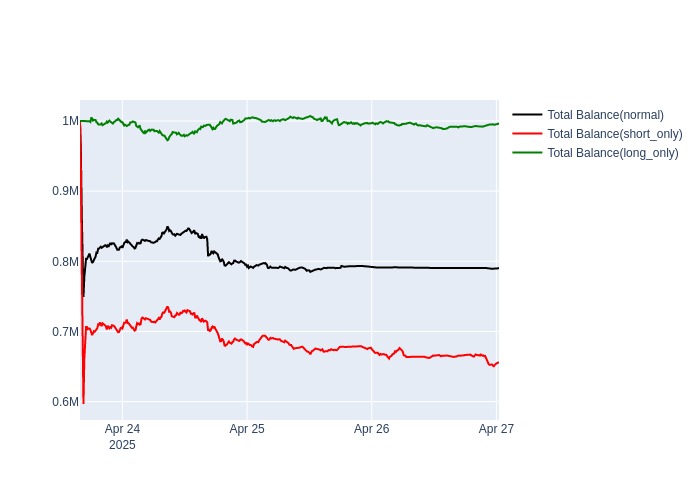 1M
0.9M
0.8M
0.7M
0.6M
Apr 24
2025
Apr 25
Apr 26
Apr 27
Total Balance(normal)
Total Balance(short_only)
Total Balance(long_only)